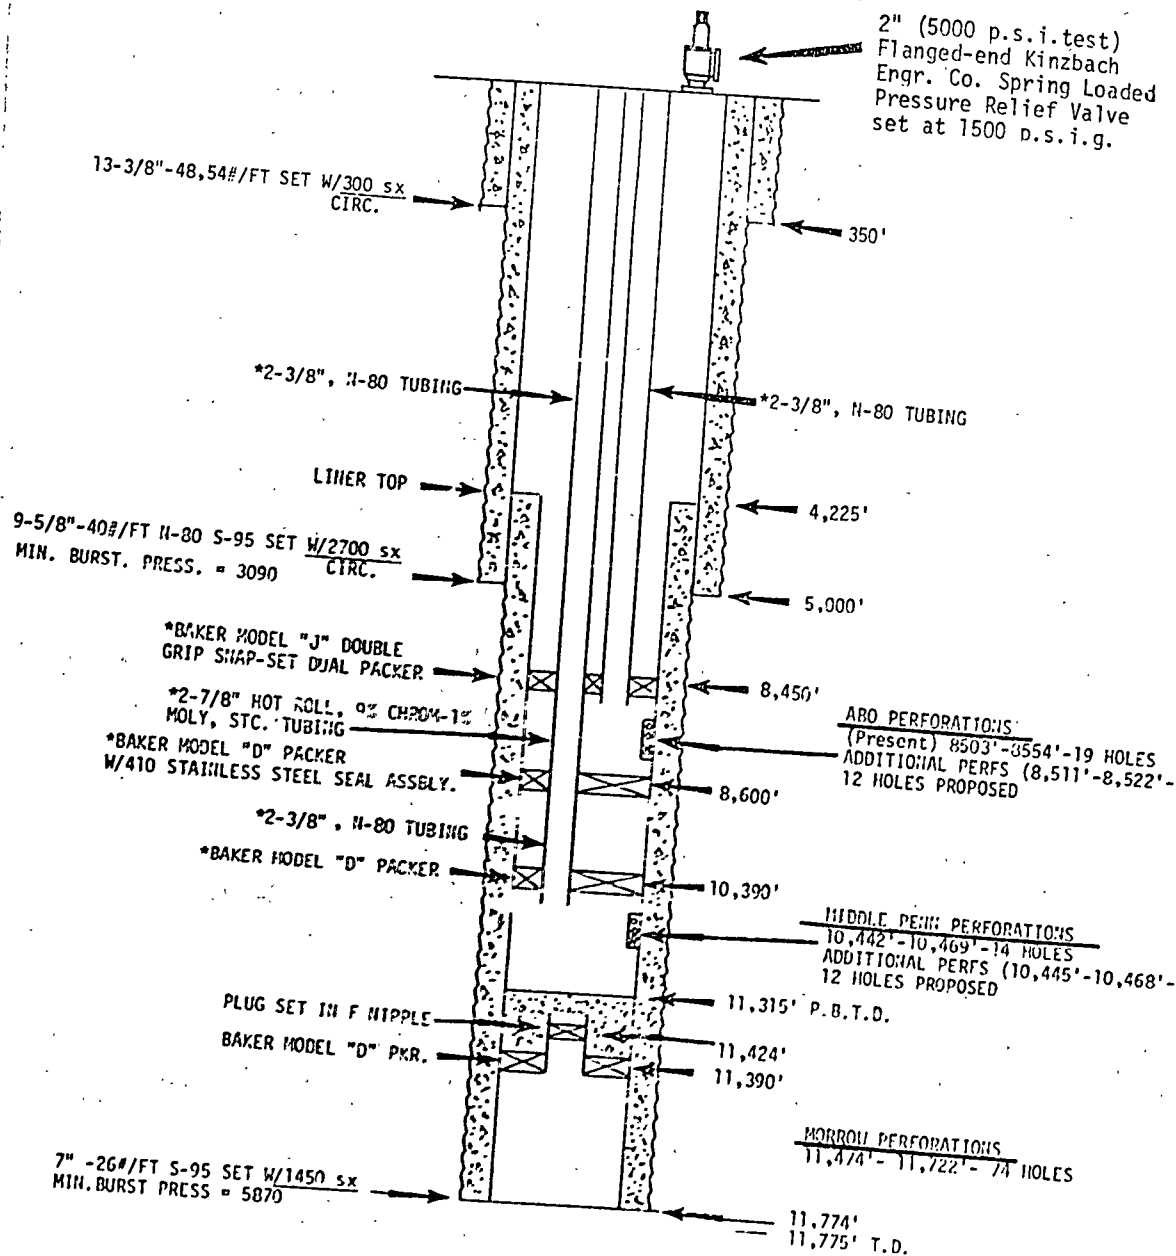 2" (5000 p.s.i.test)
Flanged-end Kinzbach
Engr. Co. Spring Loaded
Pressure Relief Valve
set at 1500 p.s.i.g.
13-3/8"-48,54#/FT SET W/300 sx
CIRC.
350'
*2-3/8", N-80 TUBING
*2-3/8", N-80 TUBING
LINER TOP
4,225'
9-5/8"-40#/FT N-80 S-95 SET W/2700 sx
CIRC.
MIN. BURST. PRESS. = 3090
5,000'
*BAKER MODEL "J" DOUBLE
GRIP SNAP-SET DUAL PACKER
8,450'
*2-7/8" HOT ROLL, 9% CHROM-1%
MOLY, STC. TUBING
ABO PERFORATIONS
(Present) 8503'-8554'-19 HOLES
ADDITIONAL PERFS (8,511'-8,522'-
12 HOLES PROPOSED
*BAKER MODEL "D" PACKER
W/410 STAINLESS STEEL SEAL ASSBLY.
8,600'
*2-3/8", N-80 TUBING
*BAKER MODEL "D" PACKER
10,390'
MIDDLE PENN PERFORATIONS
10,442'-10,469'-14 HOLES
ADDITIONAL PERFS (10,445'-10,468'-
12 HOLES PROPOSED
11,315' P.B.T.D.
PLUG SET IN F NIPPLE
11,424'
BAKER MODEL "D" PKR.
11,390'
MORROW PERFORATIONS
11,474'- 11,722'- 74 HOLES
7" -26#/FT S-95 SET W/1450 sx
MIN.BURST PRESS = 5870
11,774'
11,775' T.D.